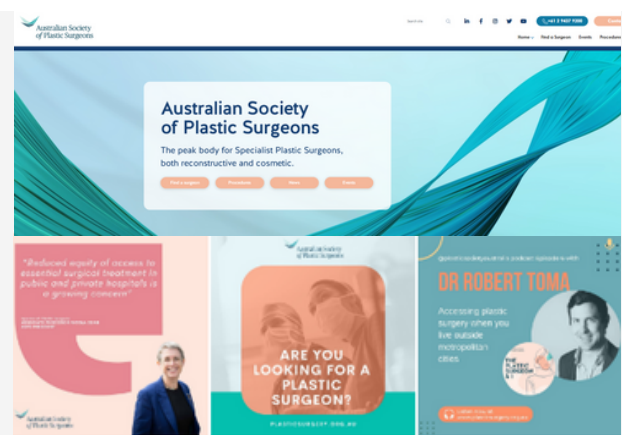 Australian Society
of Plastic Surgeons
Home
Find a Surgeon
Events
Procedures
Australian Society
of Plastic Surgeons
The peak body for Specialist Plastic Surgeons,
both reconstructive and cosmetic.
Find a surgeon
Procedures
News
Events
"Reduced equity of access to
essential surgical treatment in
public and private hospitals is
a growing concern"
Australian Society
of Plastic Surgeons
Australian Society
of Plastic Surgeons
ARE YOU
LOOKING FOR A
PLASTIC
SURGEON?
PLASTICSURGERY.ORG.AU
DR ROBERT TOMA
Accessing plastic
surgery when you
live outside
metropolitan
cities
THE
PLASTIC
SURGEON
& I